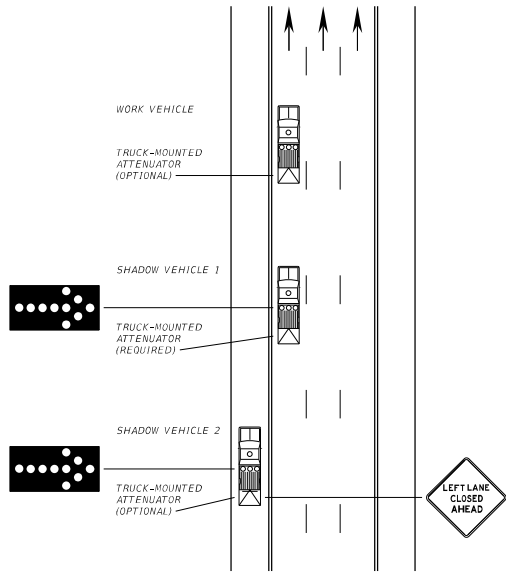 WORK VEHICLE
TRUCK-MOUNTED
ATTENUATOR
(OPTIONAL)
SHADOW VEHICLE 1
TRUCK-MOUNTED
ATTENUATOR
(REQUIRED)
SHADOW VEHICLE 2
TRUCK-MOUNTED
ATTENUATOR
(OPTIONAL)
LEFT LANE
CLOSED
AHEAD